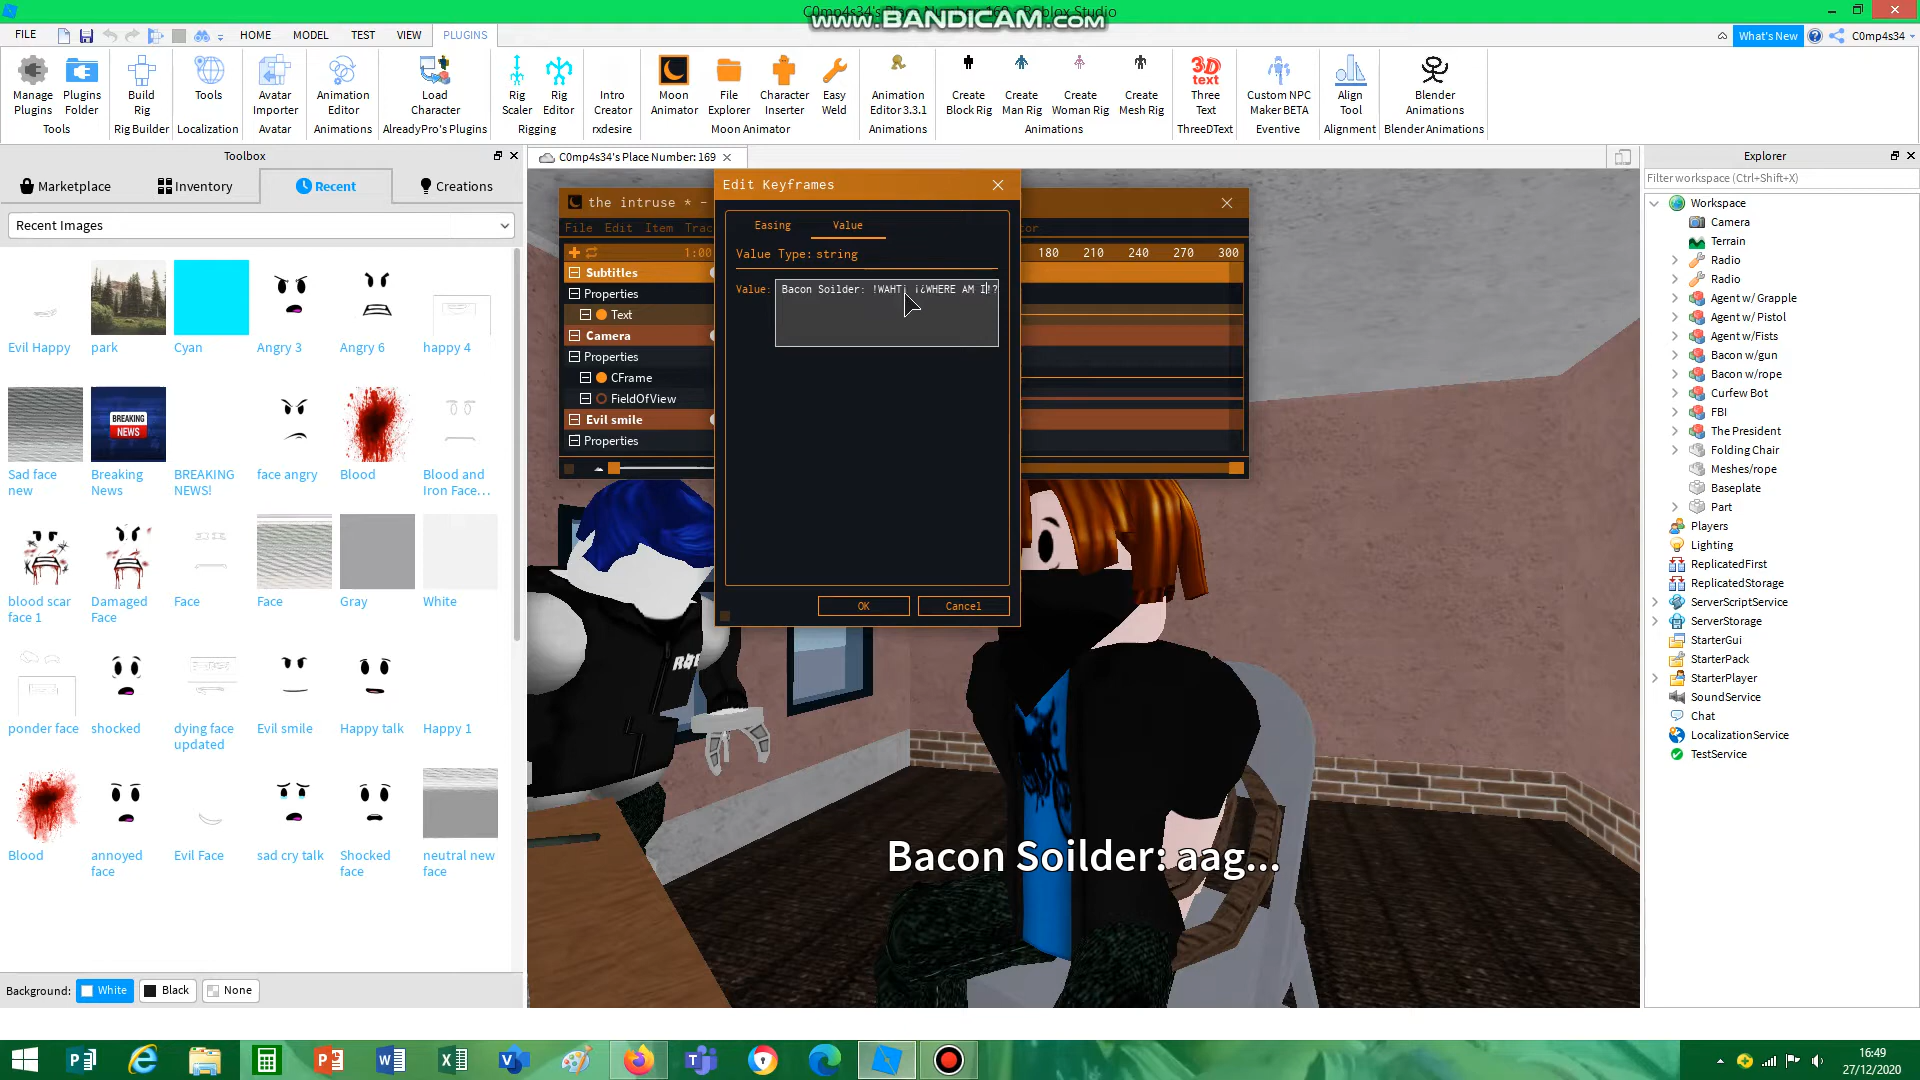 www.BANDICAM.com
FILE HOME MODEL TEST VIEW PLUGINS What's New C0mp4s34
Manage Plugins Plugins Folder Build Rig Tools Avatar Importer Animation Editor Load Character Rig Scaler Rig Editor Intro Creator Moon Animator File Explorer Character Inserter Easy Weld Animation Editor 3.3.1 Create Block Rig Create Man Rig Create Woman Rig Create Mesh Rig 3D text Three Text Custom NPC Maker BETA Align Tool Blender Animations
Tools Rig Builder Localization Avatar Animations AlreadyPro's Plugins Rigging rxdesire Moon Animator Animations Animations ThreeDText Eventive Alignment Blender Animations
Toolbox
Marketplace Inventory Recent Creations
Recent Images
Evil Happy park Cyan Angry 3 Angry 6 happy 4
BREAKING NEWS
Sad face new Breaking News BREAKING NEWS! face angry Blood Blood and Iron Face...
blood scar face 1 Damaged Face Face Face Gray White
ponder face shocked dying face updated Evil smile Happy talk Happy 1
Blood annoyed face Evil Face sad cry talk Shocked face neutral new face
Background: White Black None
C0mp4s34's Place Number: 169
the intruse * -
File Edit Item
1:00 180 210 240 270 300
Subtitles
Properties
Text
Camera
Properties
CFrame
FieldOfView
Evil smile
Properties
Edit Keyframes
Easing Value
Value Type: string
Value: Bacon Soilder: !WAHT¡ ¡¿WHERE AM I!?
OK Cancel
Bacon Soilder: aag...
Explorer
Filter workspace (Ctrl+Shift+X)
Workspace
Camera
Terrain
Radio
Radio
Agent w/ Grapple
Agent w/ Pistol
Agent w/Fists
Bacon w/gun
Bacon w/rope
Curfew Bot
FBI
The President
Folding Chair
Meshes/rope
Baseplate
Part
Players
Lighting
ReplicatedFirst
ReplicatedStorage
ServerScriptService
ServerStorage
StarterGui
StarterPack
StarterPlayer
SoundService
Chat
LocalizationService
TestService
16:49
27/12/2020